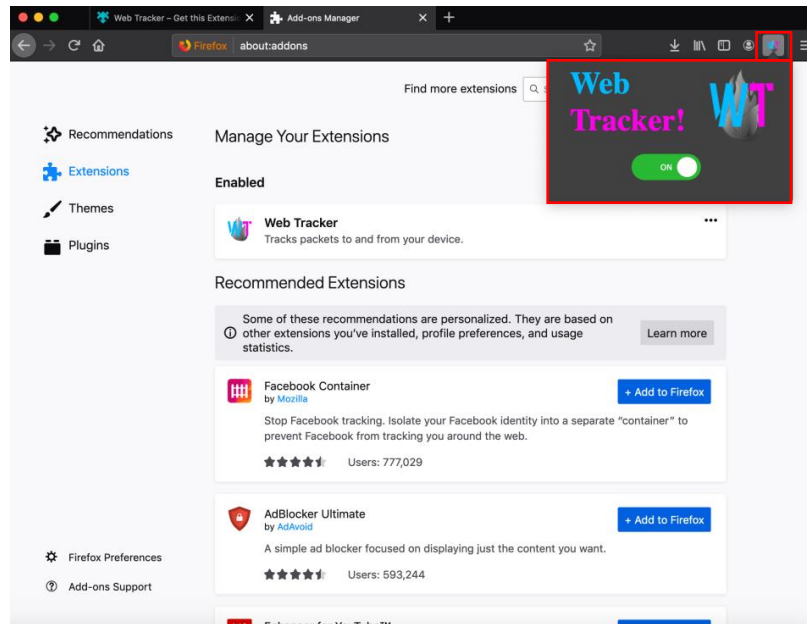 Web Tracker – Get this Extensi
Add-ons Manager
Firefox about:addons
Find more extensions
Web
Tracker!
WT
ON
Recommendations
Extensions
Themes
Plugins
Manage Your Extensions
Enabled
WT
Web Tracker
Tracks packets to and from your device.
Recommended Extensions
Some of these recommendations are personalized. They are based on
other extensions you've installed, profile preferences, and usage
statistics.
Learn more
Facebook Container
by Mozilla
+ Add to Firefox
Stop Facebook tracking. Isolate your Facebook identity into a separate “container” to
prevent Facebook from tracking you around the web.
Users: 777,029
AdBlocker Ultimate
by AdAvoid
+ Add to Firefox
A simple ad blocker focused on displaying just the content you want.
Users: 593,244
Firefox Preferences
Add-ons Support